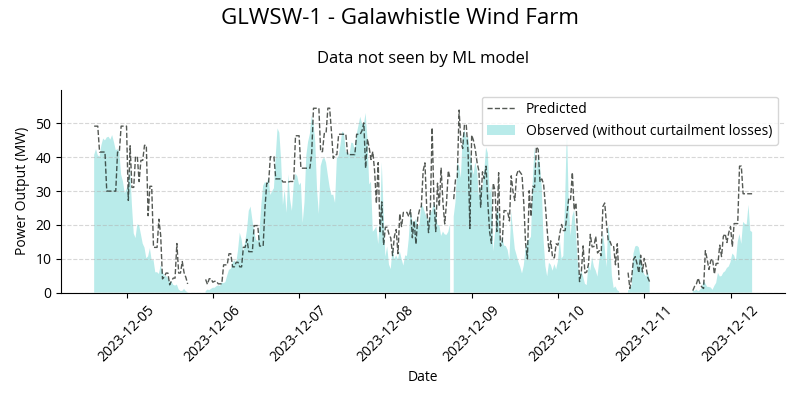 GLWSW-1 - Galawhistle Wind Farm
Data not seen by ML model
Predicted
Observed (without curtailment losses)
Power Output (MW)
50
40
30
20
10
0
2023-12-05
2023-12-06
2023-12-07
2023-12-08
2023-12-09
2023-12-10
2023-12-11
2023-12-12
Date